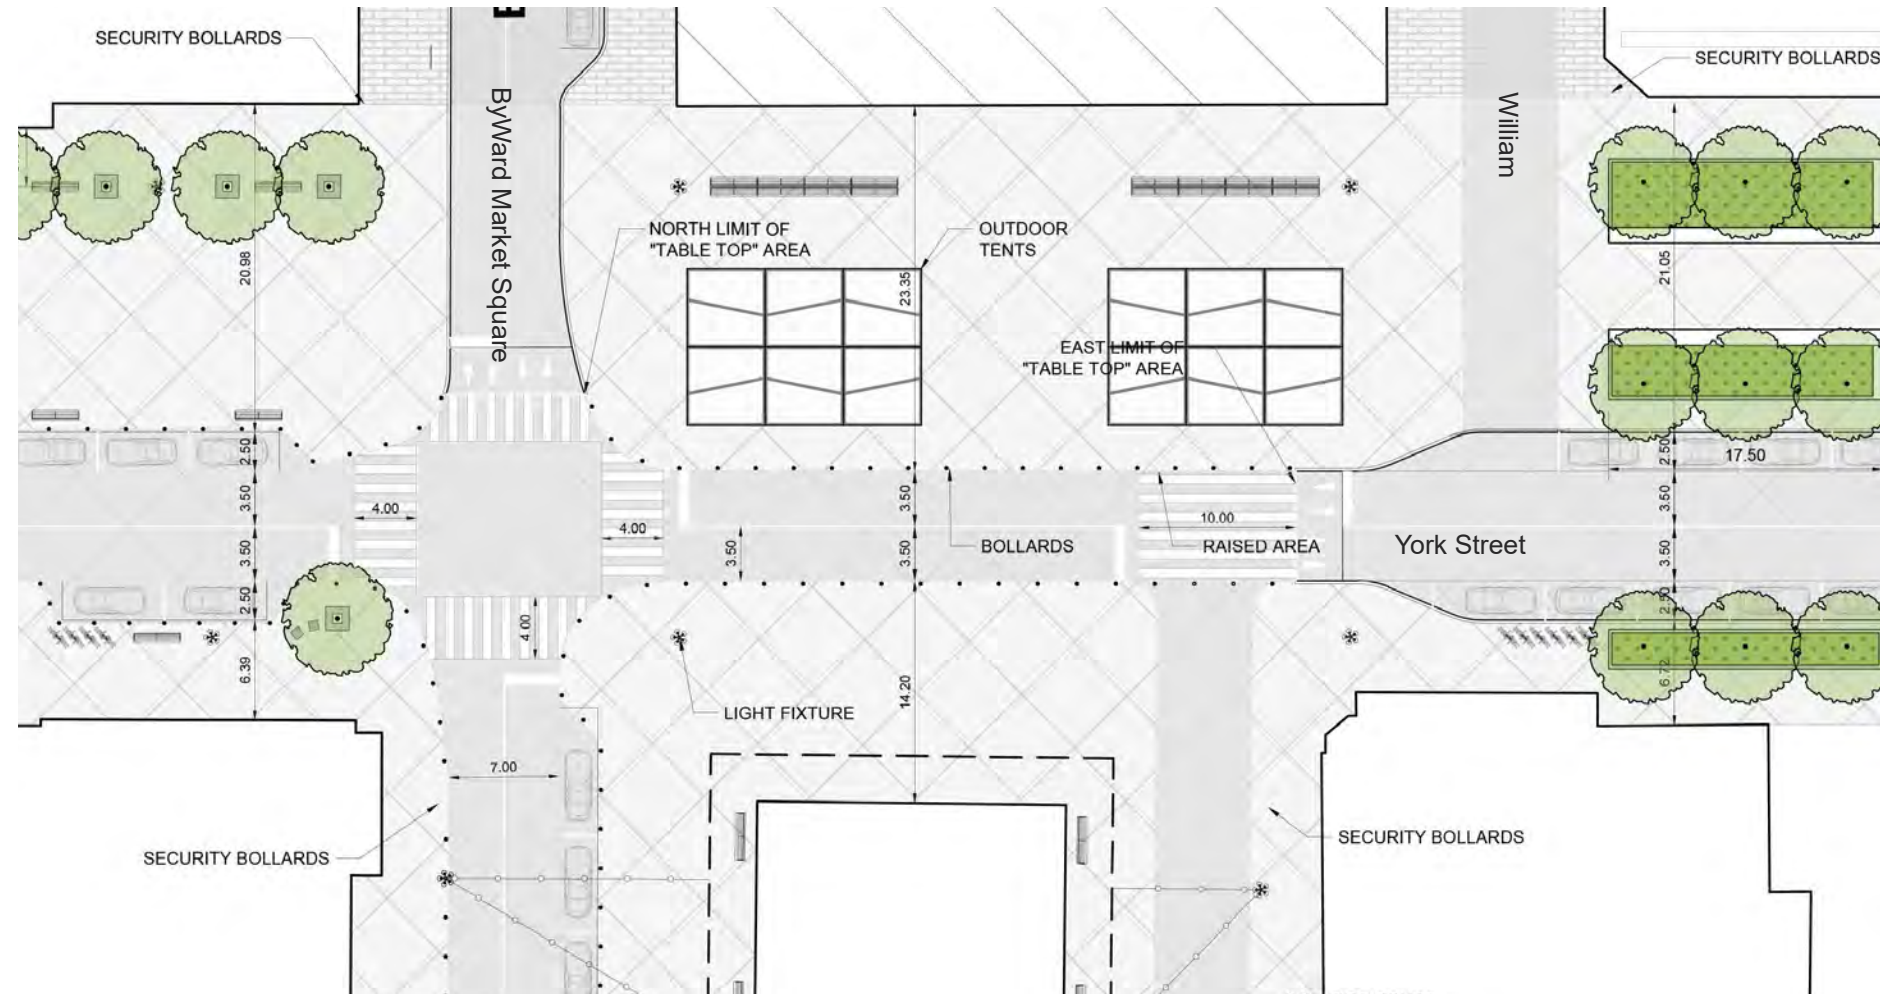 SECURITY BOLLARDS
SECURITY BOLLARDS
ByWard Market Square
William
NORTH LIMIT OF
"TABLE TOP" AREA
OUTDOOR
TENTS
20.98
23.35
21.05
EAST LIMIT OF
"TABLE TOP" AREA
2.50
2.50
17.50
3.50
4.00
3.50
10.00
3.50
4.00
3.50
3.50
3.50
BOLLARDS
RAISED AREA
York Street
3.50
2.50
2.50
4.00
6.39
6.72
14.20
LIGHT FIXTURE
7.00
SECURITY BOLLARDS
SECURITY BOLLARDS